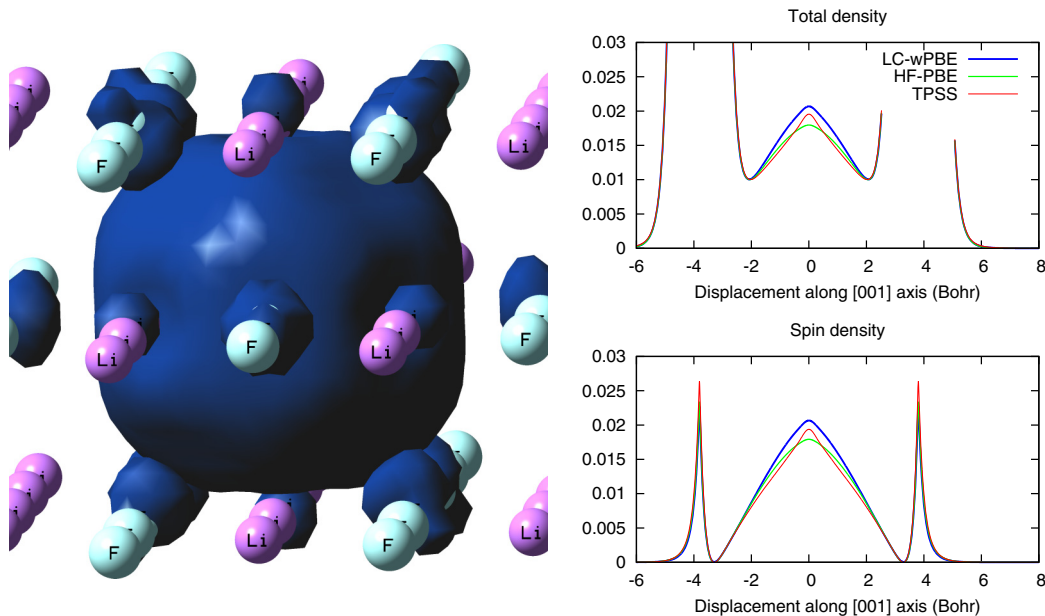 F
Li
F
Li
Li
F
Li
F
F
Li
F
Li
Total density
0.03
0.025
0.02
0.015
0.01
0.005
0
LC-wPBE
HF-PBE
TPSS
-6 -4 -2 0 2 4 6 8
Displacement along [001] axis (Bohr)
Spin density
0.03
0.025
0.02
0.015
0.01
0.005
0
-6 -4 -2 0 2 4 6 8
Displacement along [001] axis (Bohr)